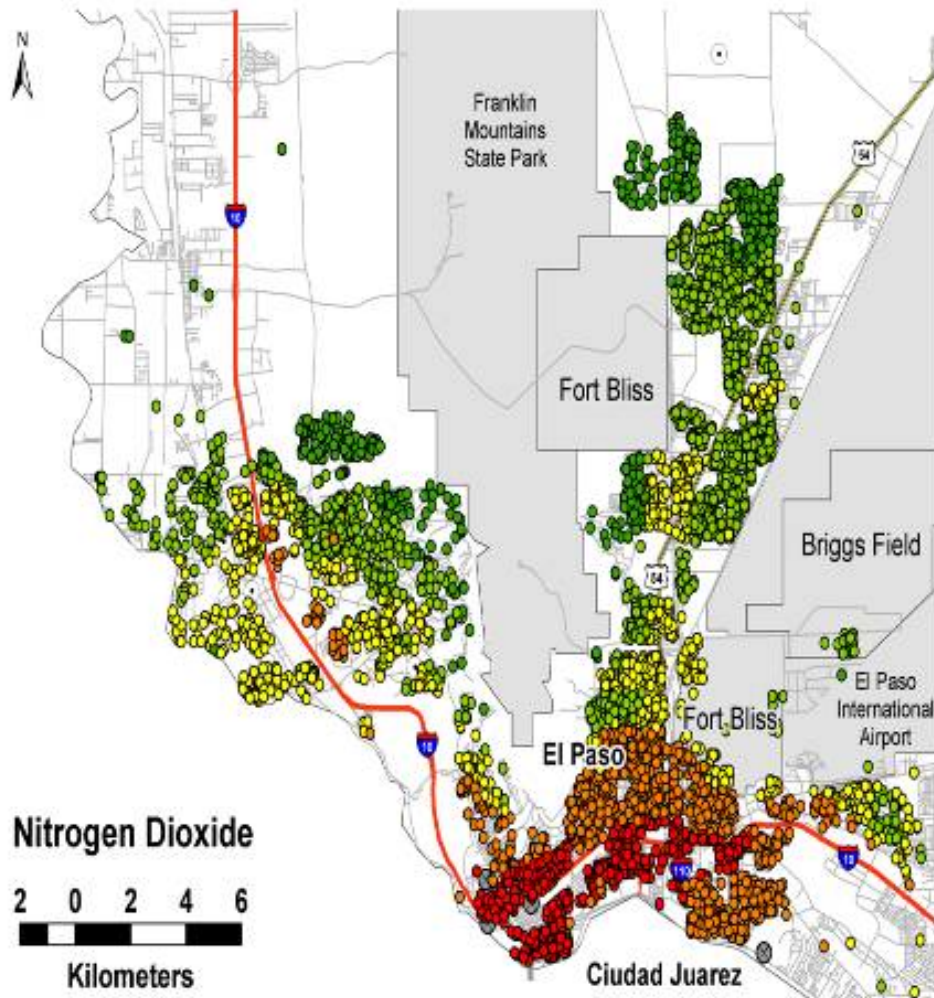 N
Franklin
Mountains
State Park
54
10
Fort Bliss
Briggs Field
54
El Paso
International
Airport
Fort Bliss
10
El Paso
Nitrogen Dioxide
10
110
2 0 2 4 6
Kilometers
Ciudad Juarez